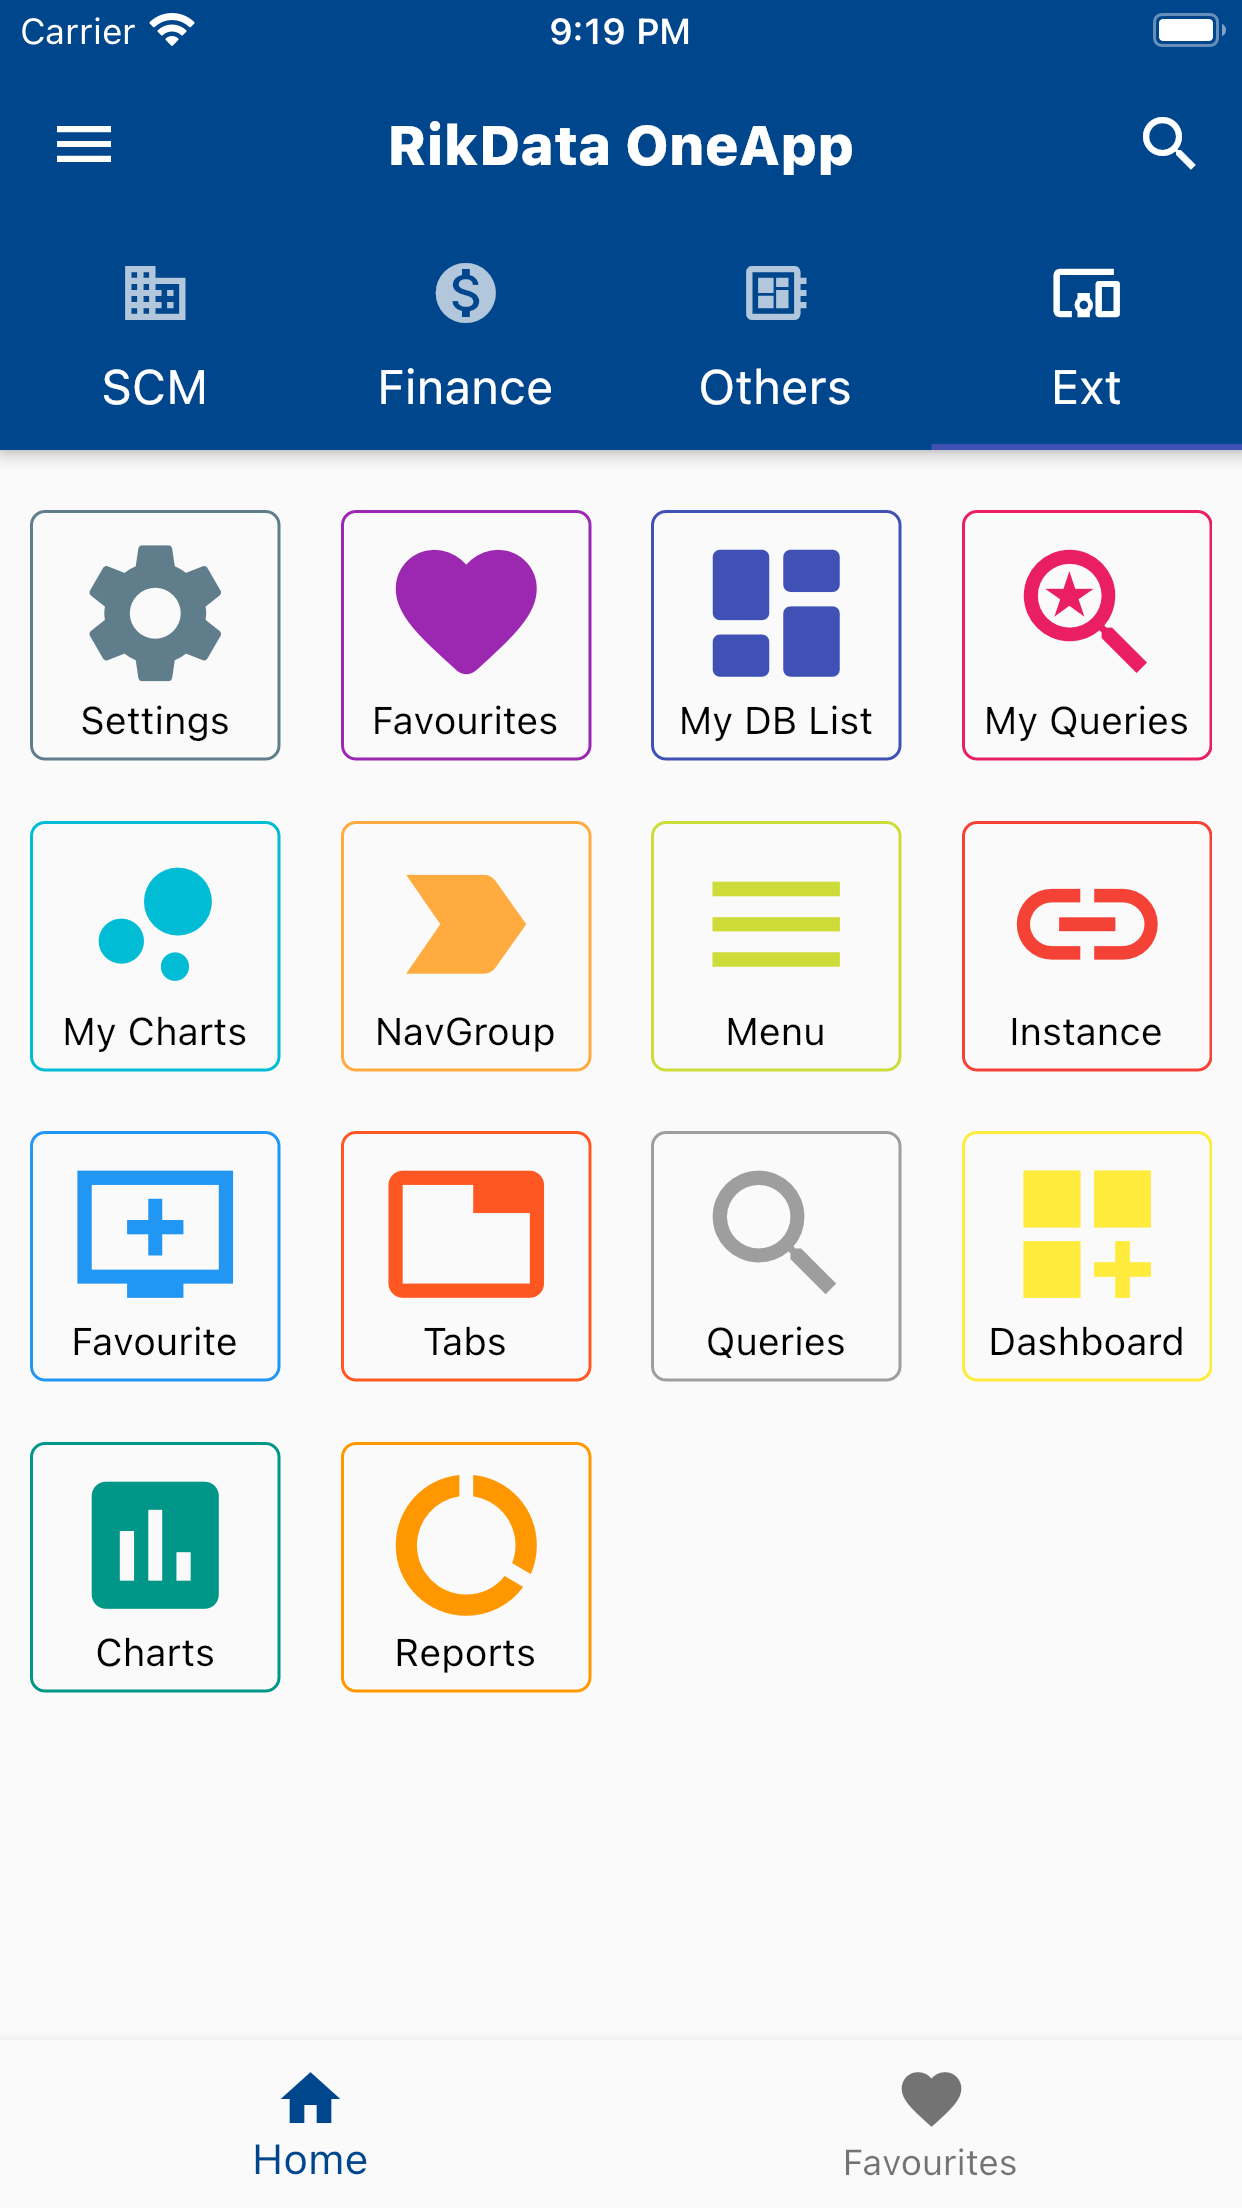 Carrier 9:19 PM
RikData OneApp
SCM Finance Others Ext
Settings Favourites My DB List My Queries
My Charts NavGroup Menu Instance
Favourite Tabs Queries Dashboard
Charts Reports
Home Favourites